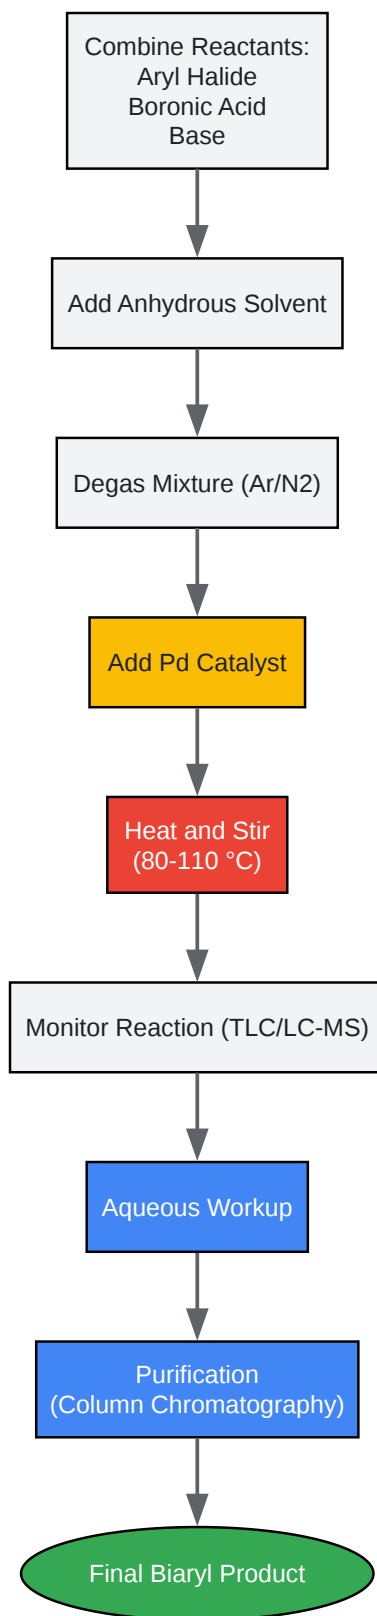 Combine Reactants:
Aryl Halide
Boronic Acid
Base
Add Anhydrous Solvent
Degas Mixture (Ar/N2)
Add Pd Catalyst
Heat and Stir
(80-110 °C)
Monitor Reaction (TLC/LC-MS)
Aqueous Workup
Purification
(Column Chromatography)
Final Biaryl Product